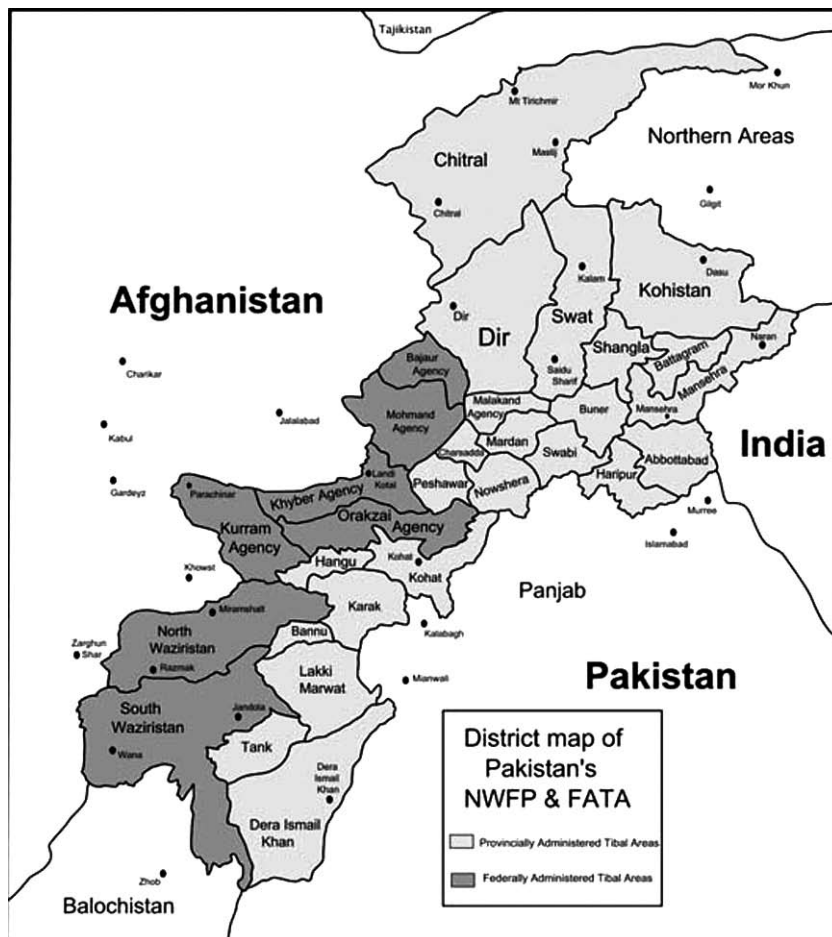 Tajikistan
Mor Khun
Mt Tirichmir
Northern Areas
Mastij
Chitral
Gilgit
Chitral
Dasu
Kalam
Kohistan
Afghanistan
Dir
Swat
Dir
Naran
Shangla
Battagram
Bajaur
Agency
Charikar
Saidu
Sharif
Mansehra
Malakand
Agency
Buner
Mansehra
Mohmand
Agency
Jalalabad
Kabul
India
Mardan
Charsadda
Swabi
Abbottabad
Landi
Kotal
Haripur
Peshawar
Nowshera
Gardeyz
Parachinar
Khyber Agency
Murree
Orakzai
Agency
Kurram
Agency
Islamabad
Hangu
Kohat
Kohat
Khowst
Panjab
Karak
Miramshalt
Kalabagh
Bannu
North
Waziristan
Zarghun
Shar
Razmak
Lakki
Marwat
Mianwali
Pakistan
South
Waziristan
Jandola
Wana
Tank
District map of
Pakistan's
NWFP & FATA
Dera
Ismail
Khan
Dera Ismail
Khan
Provincially Administered Tibal Areas
Federally Administered Tibal Areas
Zhob
Balochistan